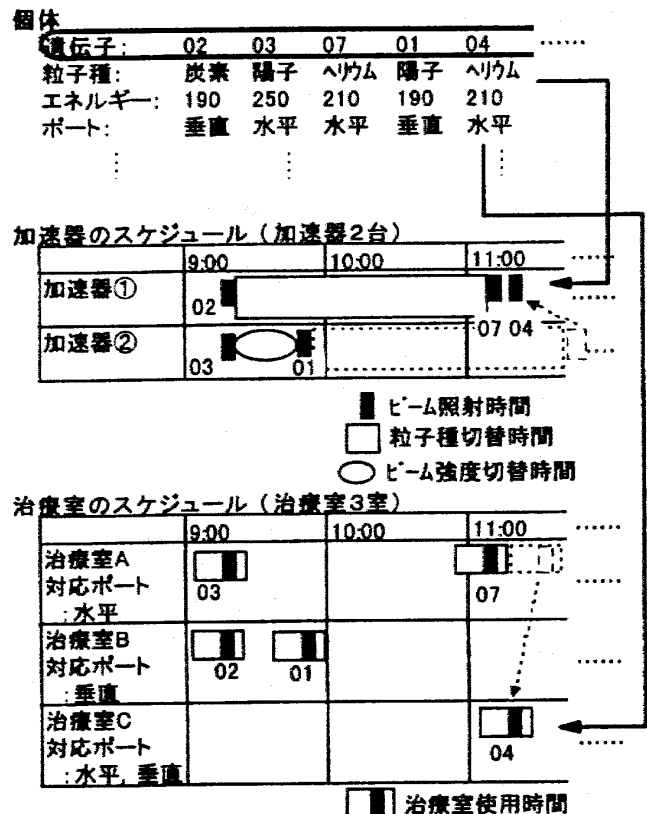 個体
遺伝子: 02 03 07 01 04 ……
粒子種: 炭素 陽子 ヘリウム 陽子 ヘリウム
エネルギー: 190 250 210 190 210
ポート: 垂直 水平 水平 垂直 水平
加速器のスケジュール(加速器2台)
9:00 10:00 11:00 ……
加速器① 02 07 04 ……
加速器② 03 01 ……
ビーム照射時間
粒子種切替時間
ビーム強度切替時間
治療室のスケジュール(治療室3室)
9:00 10:00 11:00 ……
治療室A
対応ポート ……
:水平
03 07
治療室B
対応ポート ……
:垂直
02 01
治療室C
対応ポート ……
:水平, 垂直
04
治療室使用時間